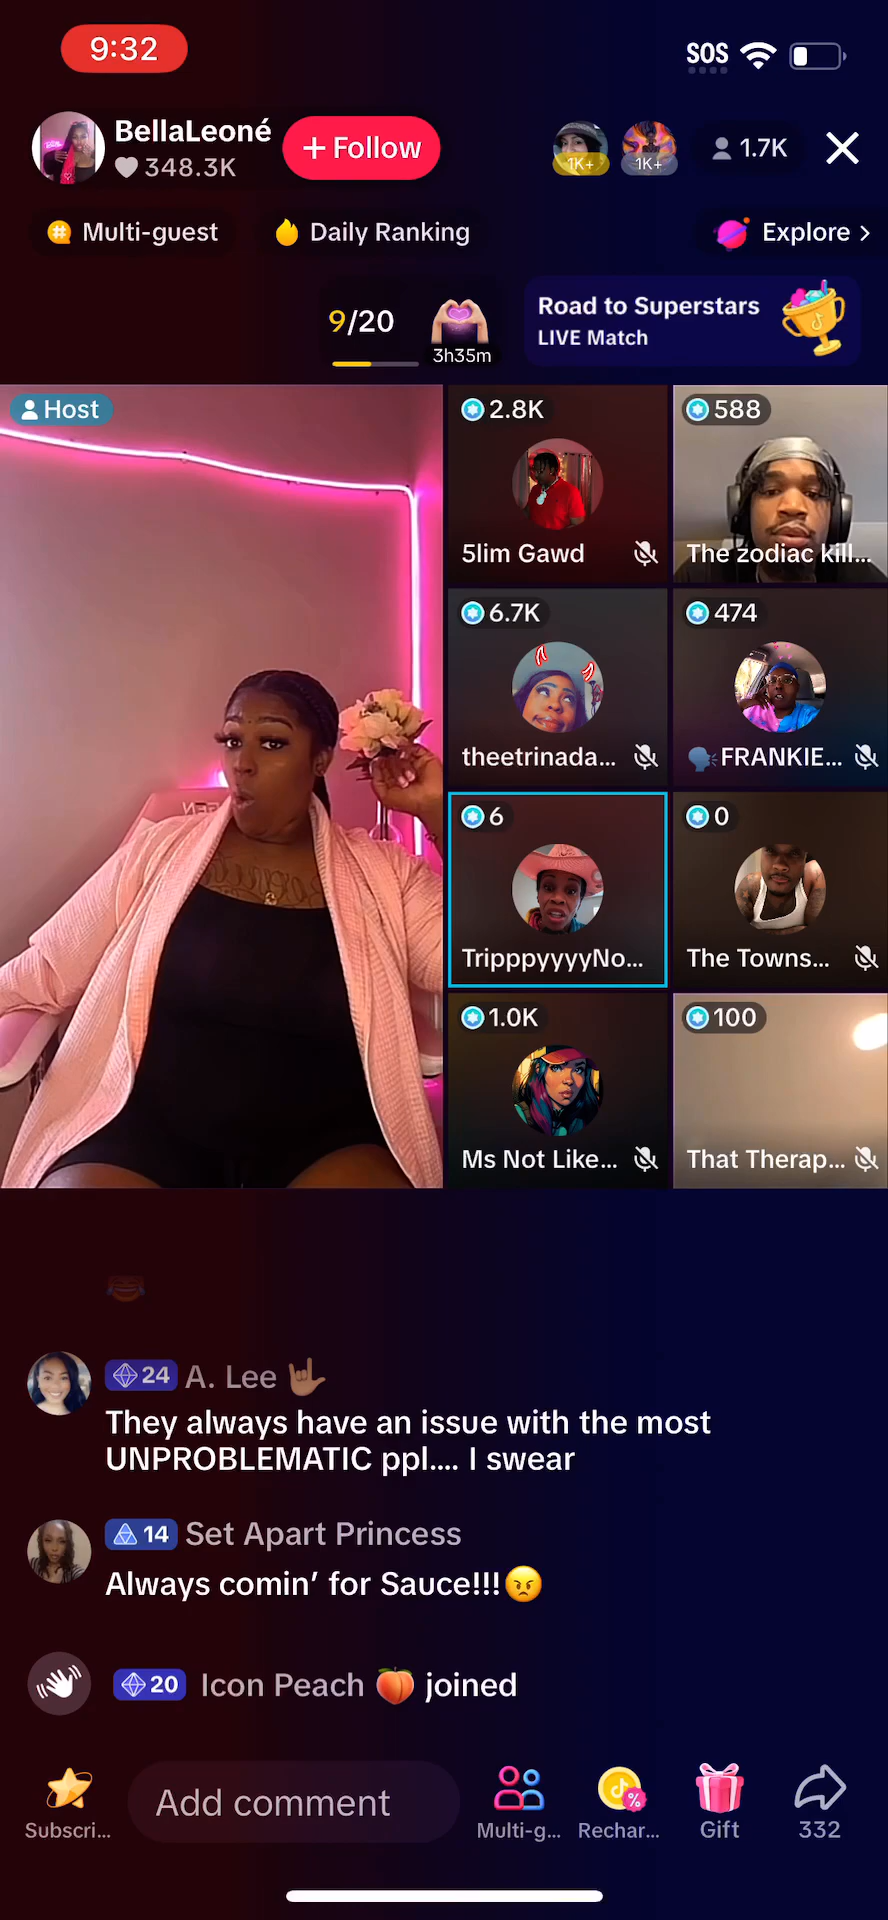 9:32
SOS
BellaLeoné
348.3K
+ Follow
1K+
1K+
1.7K
Multi-guest
Daily Ranking
Explore >
9/20
3h35m
Road to Superstars
LIVE Match
Host
2.8K
5lim Gawd
588
The zodiac kill...
6.7K
theetrinada...
474
🗣️FRANKIE...
6
TripppyyyyNo...
0
The Towns...
1.0K
Ms Not Like...
100
That Therap...
😂
24 A. Lee 🤟🏽
They always have an issue with the most
UNPROBLEMATIC ppl.... I swear
14 Set Apart Princess
Always comin’ for Sauce!!!😠
20 Icon Peach 🍑 joined
Subscri...
Add comment
Multi-g...
Rechar...
Gift
332